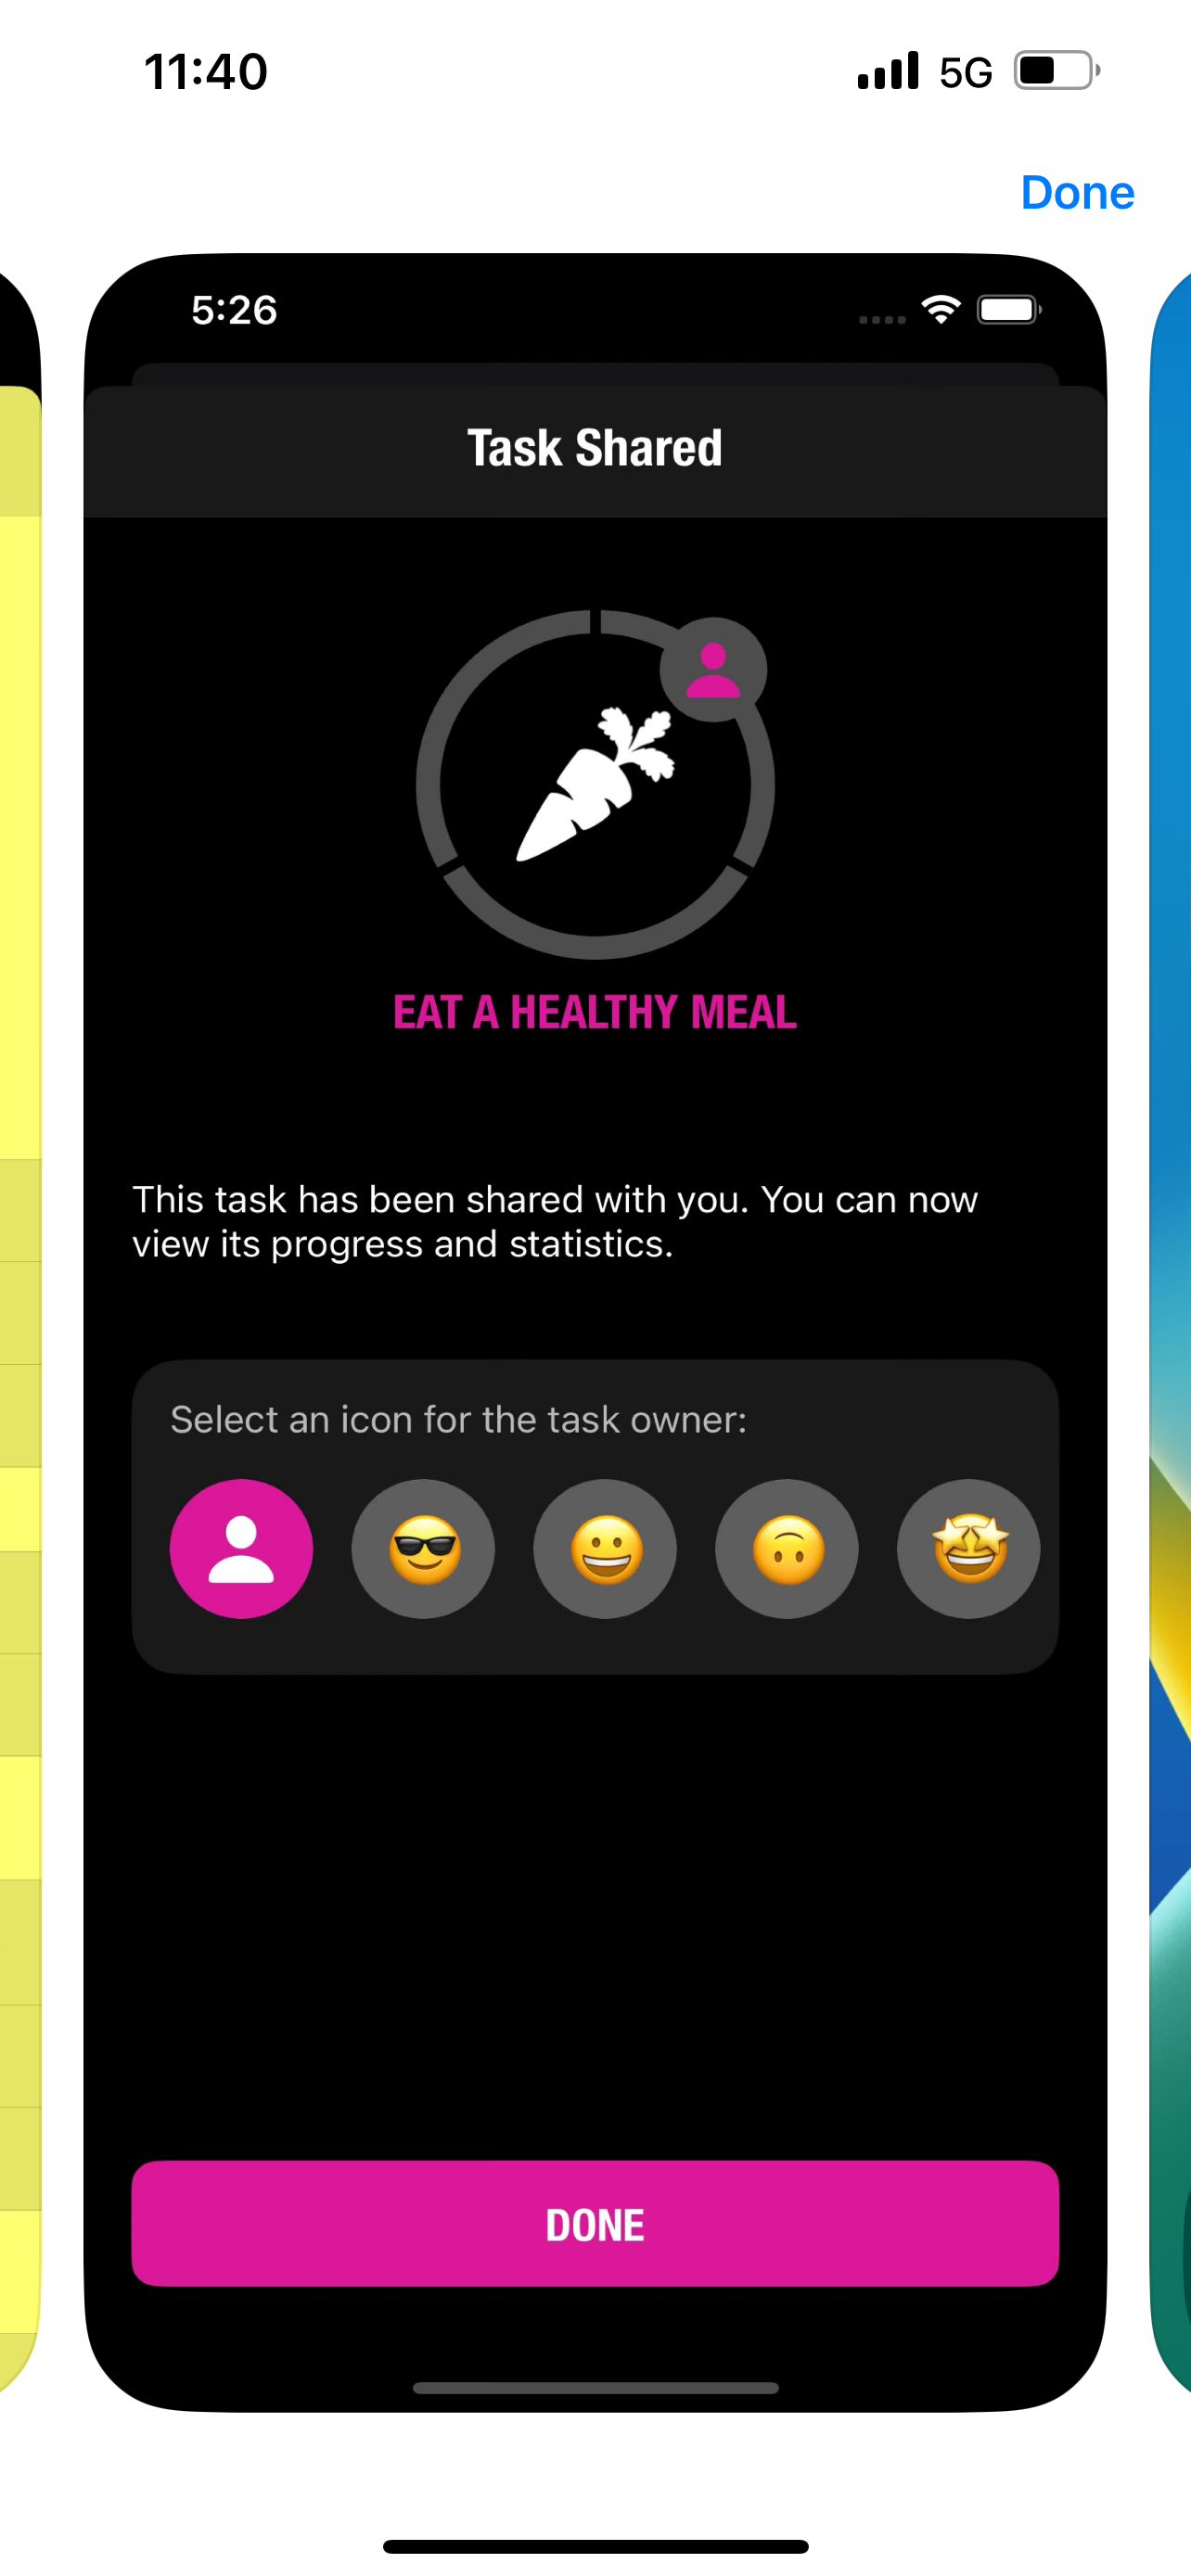 11:40
5G
Done
5:26
Task Shared
EAT A HEALTHY MEAL
This task has been shared with you. You can now
view its progress and statistics.
Select an icon for the task owner:
DONE